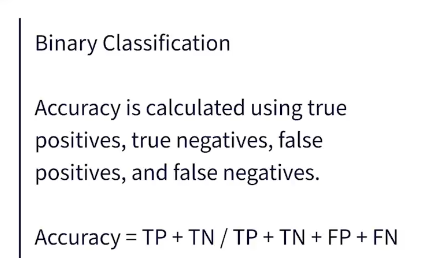 Binary Classification
Accuracy is calculated using true
positives, true negatives, false
positives, and false negatives.
Accuracy = TP + TN / TP + TN + FP + FN